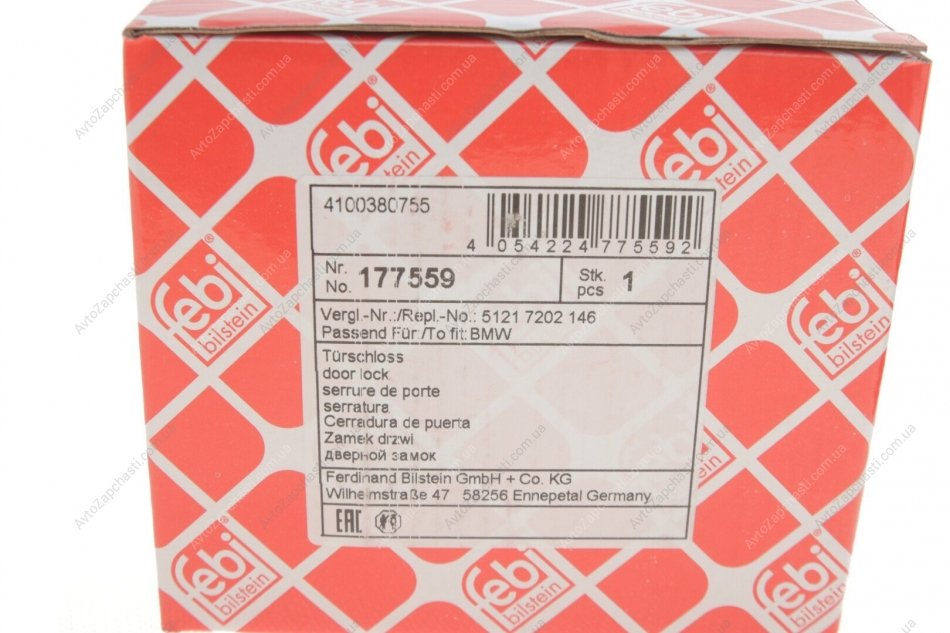 febi
bilstein
4100380755
4 054224 775592
Nr.
No. 177559
Stk.
pcs 1
Vergl-Nr.:/Repl.-No.: 5121 7202 146
Passend Für:/To fit: BMW
Türschloss
door lock
serrure de porte
serratura
Cerradura de puerta
Zamek drzwi
дверной замок
Ferdinand Bilstein GmbH + Co. KG
Wilhelmstraße 47 58256 Ennepetal Germany
EAC
AvtoZapchasti.com.ua